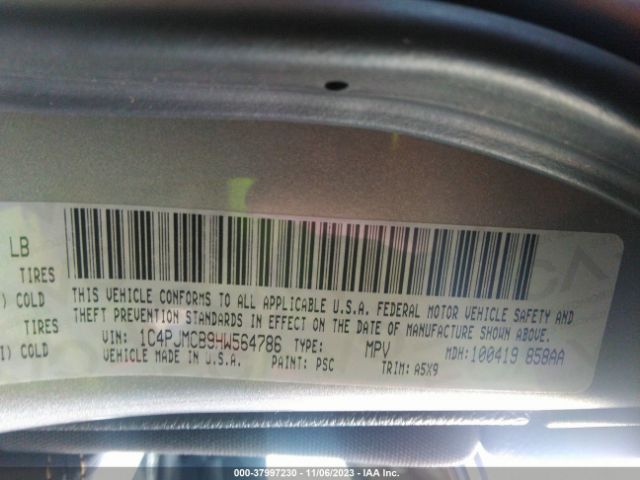 LB
TIRES
) COLD
TIRES
I) COLD
THIS VEHICLE CONFORMS TO ALL APPLICABLE U.S.A. FEDERAL MOTOR VEHICLE SAFETY AND
THEFT PREVENTION STANDARDS IN EFFECT ON THE DATE OF MANUFACTURE SHOWN ABOVE.
VIN: 1C4PJMCB94W564786 TYPE: MPV MDH: 100419 858AA
VEHICLE MADE IN U.S.A. PAINT: PSC TRIM: A5X9
000-37997230 - 11/06/2023 - IAA Inc.